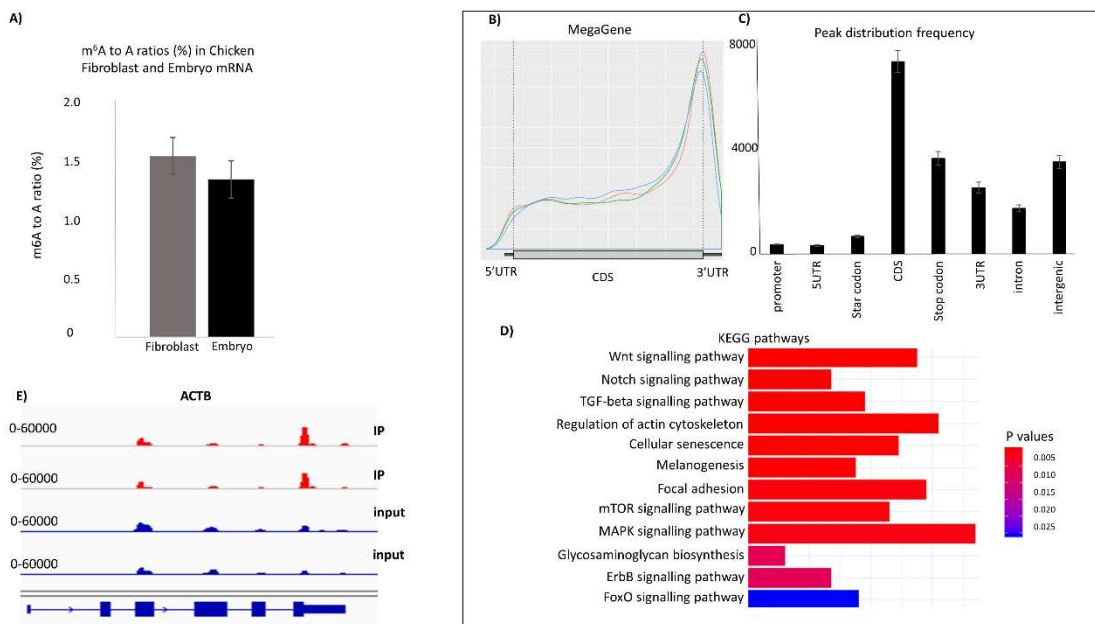 A)
m⁶A to A ratios (%) in Chicken
Fibroblast and Embryo mRNA
m6A to A ratio (%)
2.0
1.5
1.0
0.5
0
Fibroblast
Embryo
B)
MegaGene
5'UTR
CDS
3'UTR
C)
Peak distribution frequency
8000
4000
0
promoter
5UTR
Star codon
CDS
Stop codon
3UTR
intron
intergenic
D)
KEGG pathways
Wnt signalling pathway
Notch signaling pathway
TGF-beta signalling pathway
Regulation of actin cytoskeleton
Cellular senescence
Melanogenesis
Focal adhesion
mTOR signalling pathway
MAPK signalling pathway
Glycosaminoglycan biosynthesis
ErbB signalling pathway
FoxO signalling pathway
P values
0.005
0.010
0.015
0.020
0.025
E)
ACTB
0-60000
IP
0-60000
IP
0-60000
input
0-60000
input